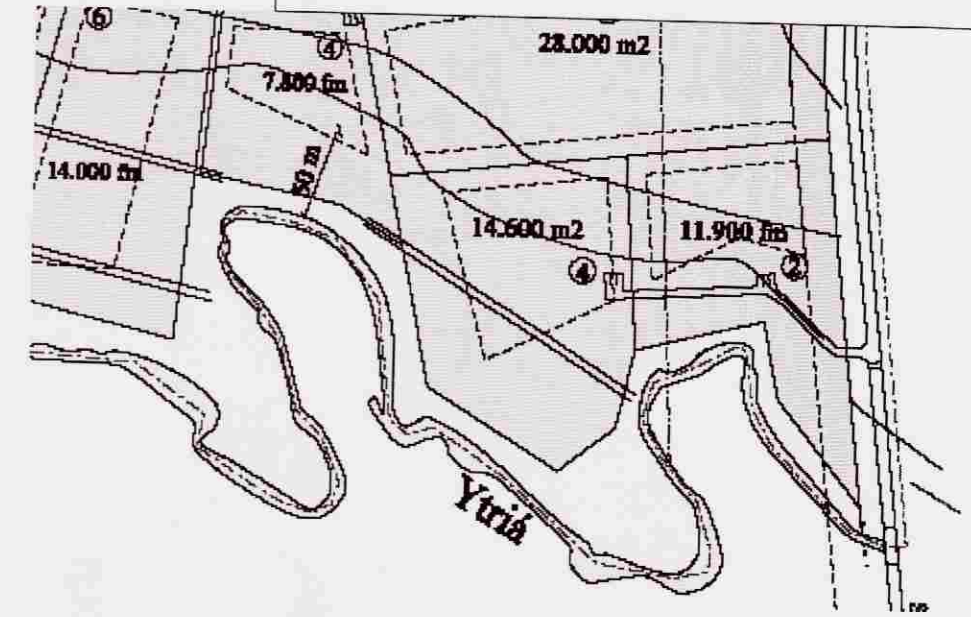 ⑥
④
28.000 m2
7.800 fm
14.000 fm
50 m
14.600 m2
11.900 fm
④
②
Ytriá